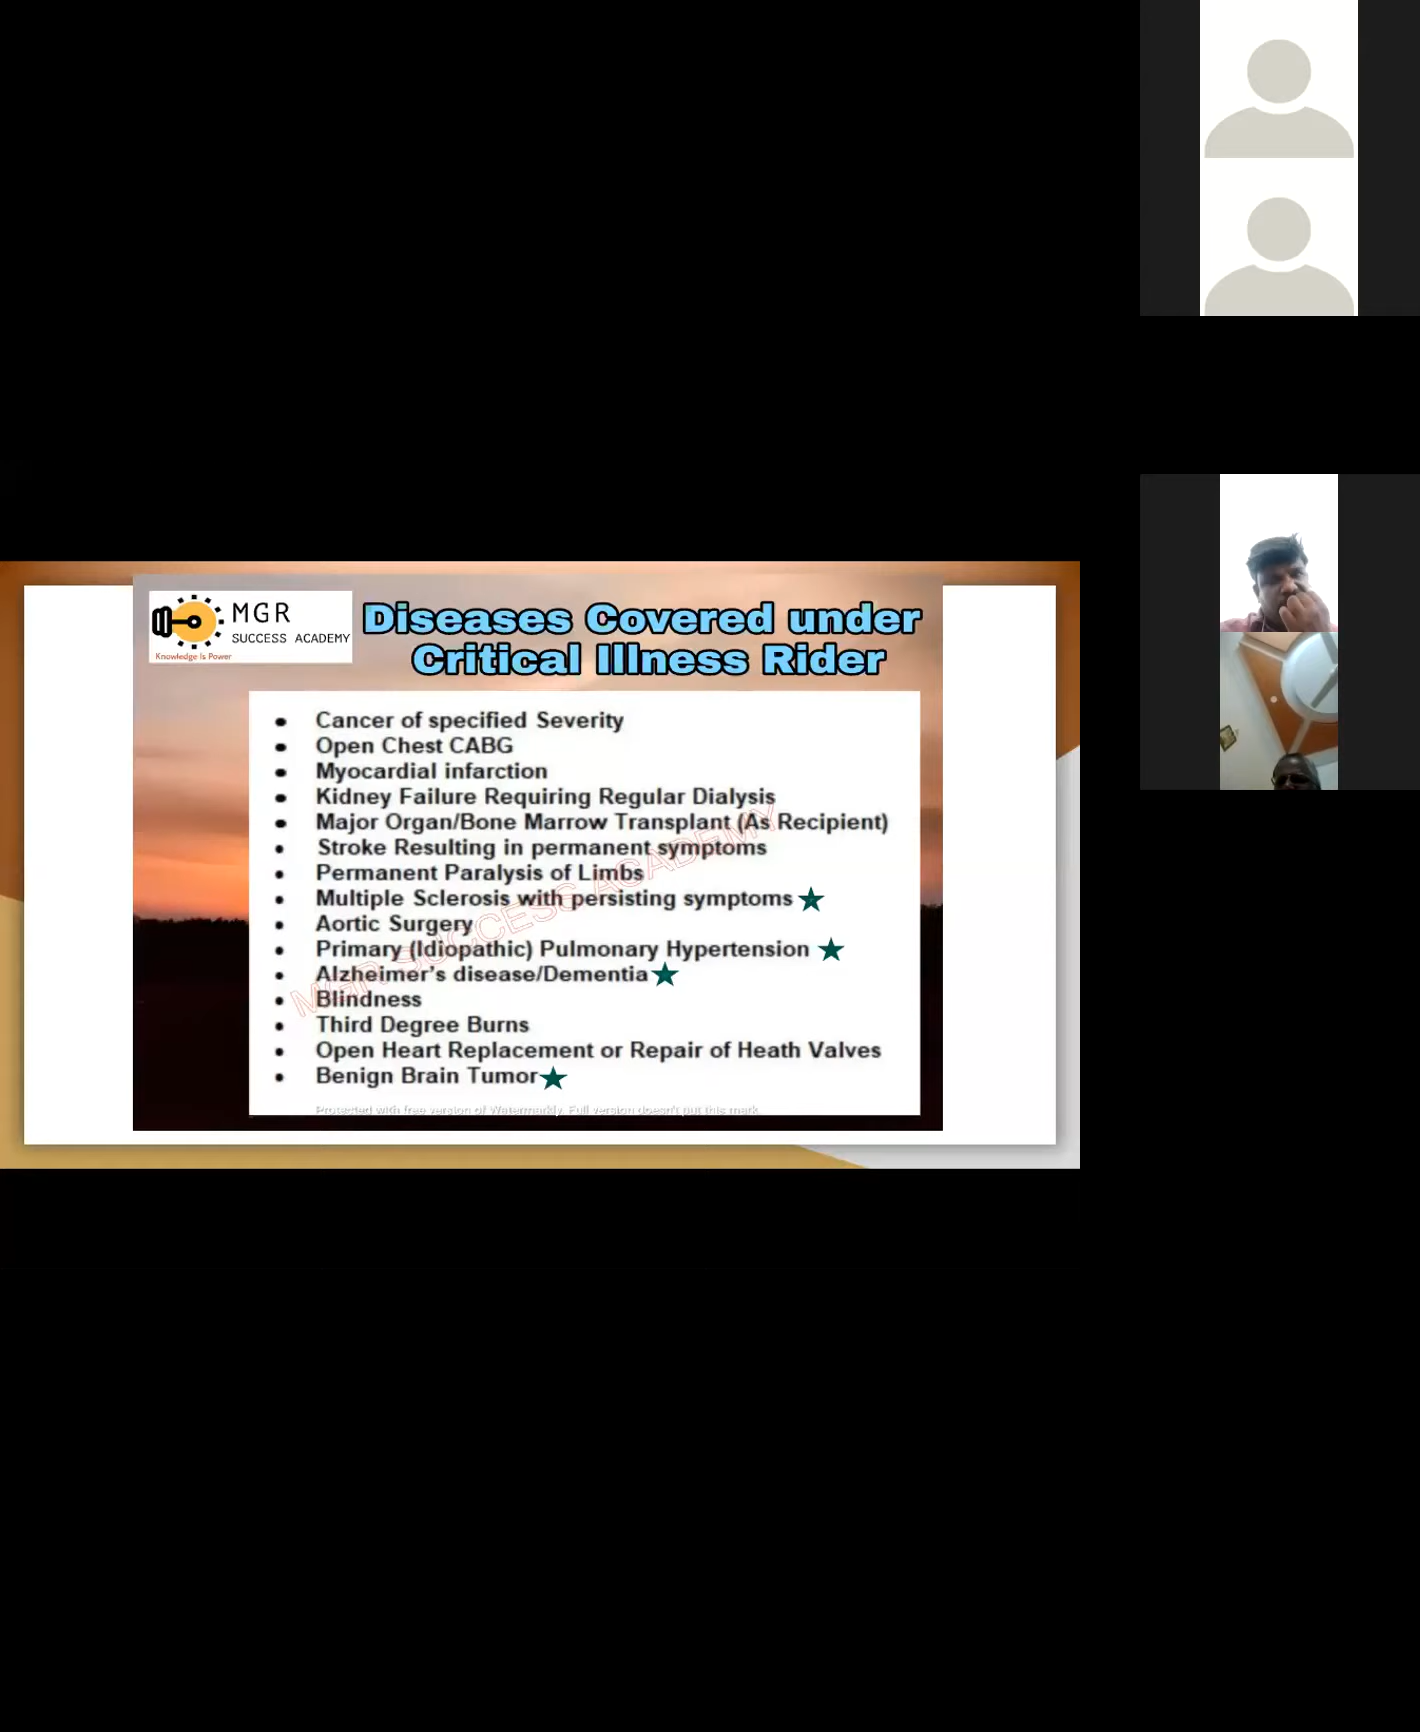 MGR
SUCCESS ACADEMY
Knowledge Is Power
Diseases Covered under
Critical Illness Rider
• Cancer of specified Severity
• Open Chest CABG
• Myocardial infarction
• Kidney Failure Requiring Regular Dialysis
• Major Organ/Bone Marrow Transplant (As Recipient)
• Stroke Resulting in permanent symptoms
• Permanent Paralysis of Limbs
• Multiple Sclerosis with persisting symptoms ★
• Aortic Surgery
• Primary (Idiopathic) Pulmonary Hypertension ★
• Alzheimer's disease/Dementia ★
• Blindness
• Third Degree Burns
• Open Heart Replacement or Repair of Heath Valves
• Benign Brain Tumor ★
MGR SUCCESS ACADEMY
Protected with free version of Watermarkly. Full version doesn't put this mark.